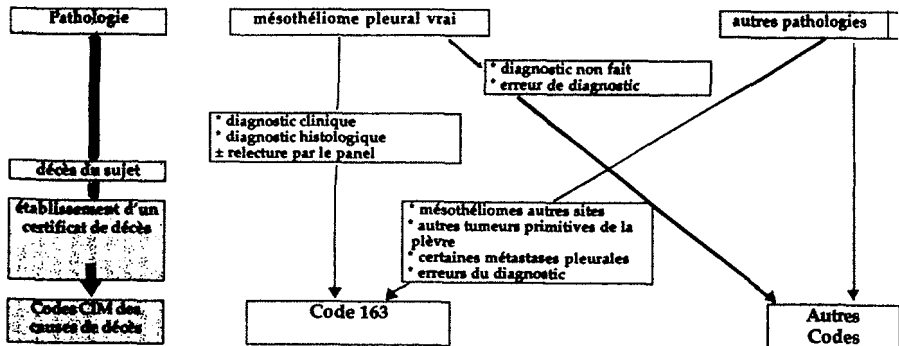 Pathologie
mésothéliome pleural vrai
autres pathologies
* diagnostic non fait
* erreur de diagnostic
* diagnostic clinique
* diagnostic histologique
± relecture par le panel
décès du sujet
établissement d'un
certificat de décès
* mésothéliomes autres sites
* autres tumeurs primitives de la
plèvre
* certaines métastases pleurales
* erreurs du diagnostic
Codes CIM des
causes de décès
Code 163
Autres
Codes